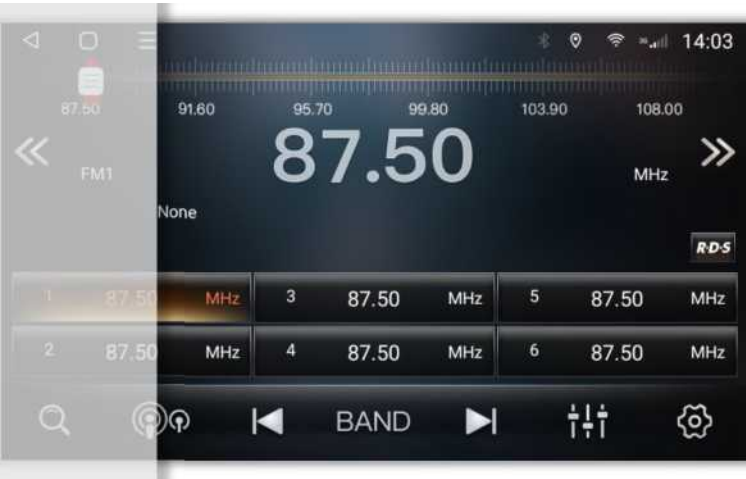 14:03
87.50 91.60 95.70 99.80 103.90 108.00
FM1 87.50 MHz
None
R·D·S
1 87.50 MHz 3 87.50 MHz 5 87.50 MHz
2 87.50 MHz 4 87.50 MHz 6 87.50 MHz
BAND